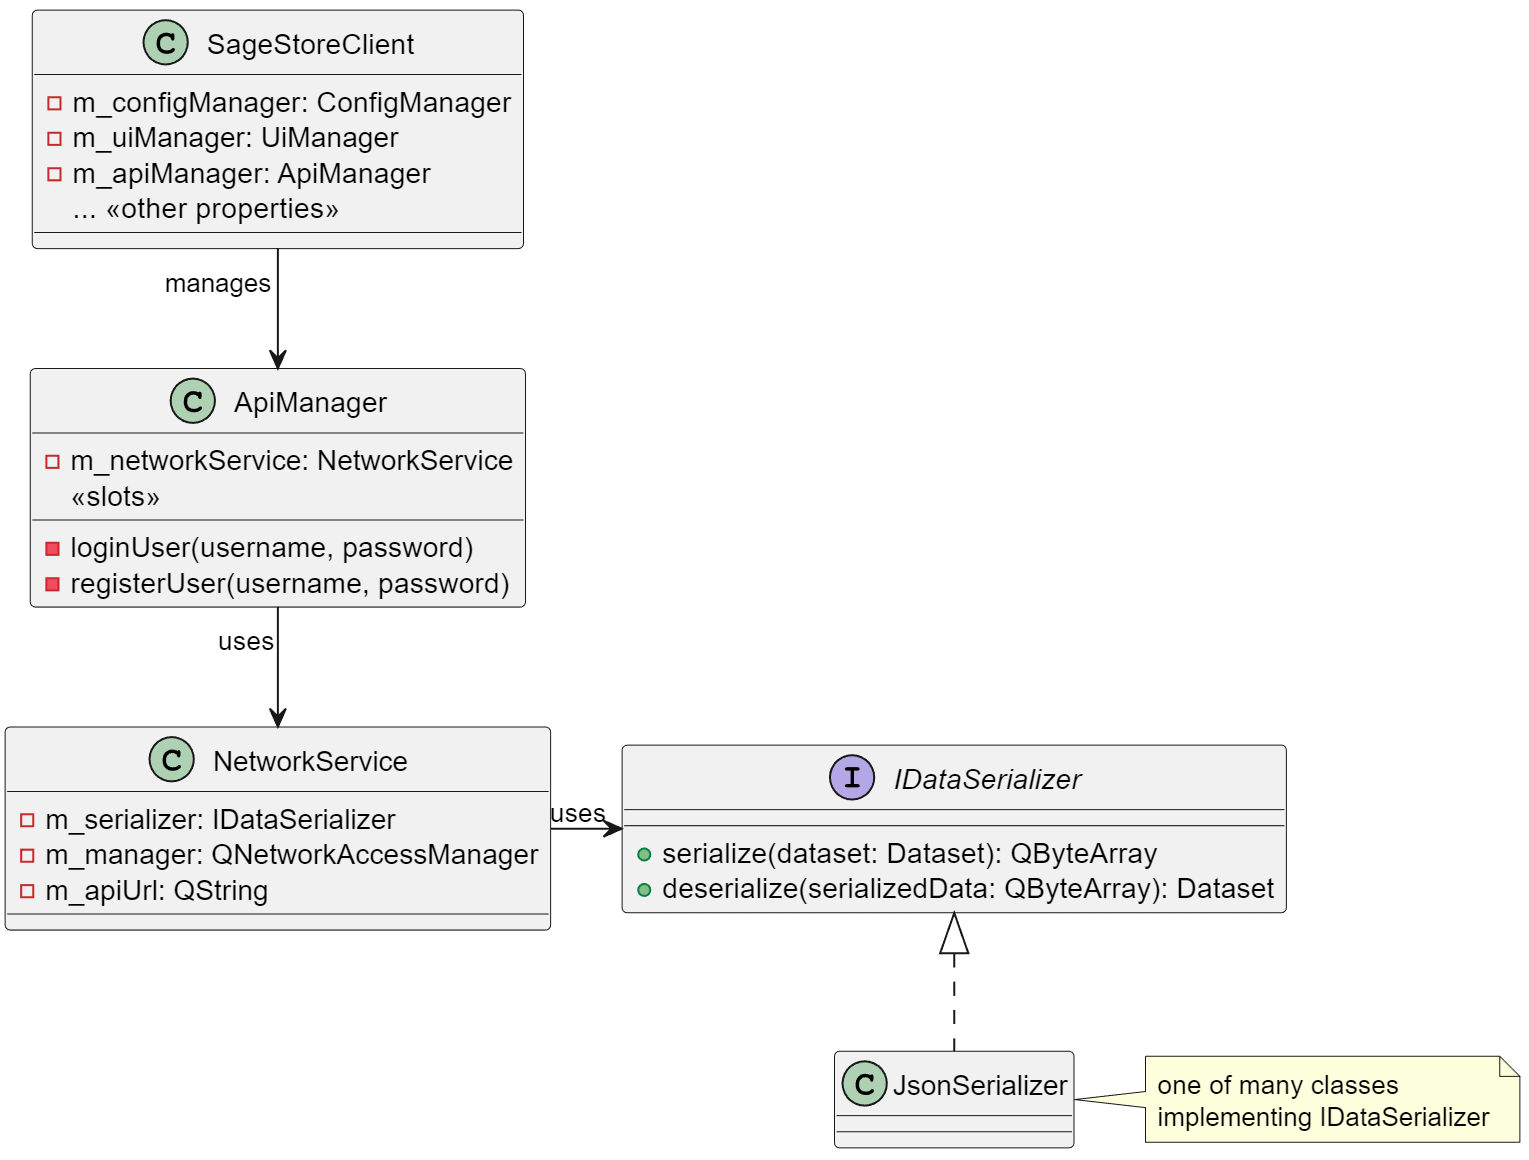 C SageStoreClient
m_configManager: ConfigManager
m_uiManager: UiManager
m_apiManager: ApiManager
... «other properties»
manages
C ApiManager
m_networkService: NetworkService
«slots»
loginUser(username, password)
registerUser(username, password)
uses
C NetworkService
m_serializer: IDataSerializer
m_manager: QNetworkAccessManager
m_apiUrl: QString
uses
I IDataSerializer
serialize(dataset: Dataset): QByteArray
deserialize(serializedData: QByteArray): Dataset
C JsonSerializer
one of many classes
implementing IDataSerializer